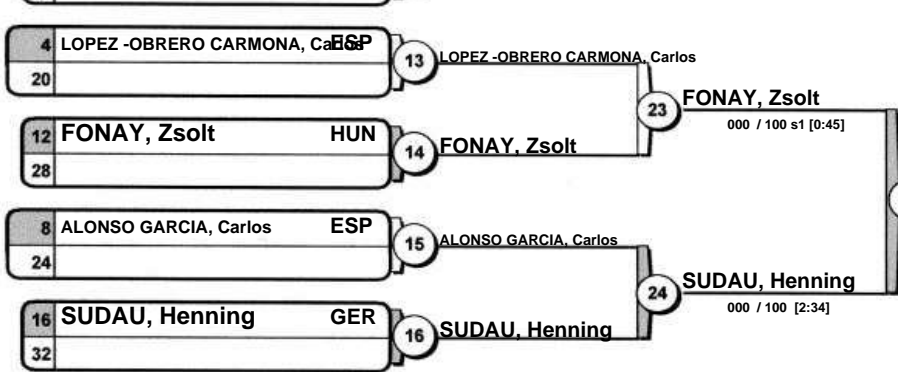 4 LOPEZ -OBRERO CARMONA, Carlos ESP
20
13
LOPEZ -OBRERO CARMONA, Carlos
12 FONAY, Zsolt HUN
28
14
FONAY, Zsolt
23
FONAY, Zsolt
000 / 100 s1 [0:45]
8 ALONSO GARCIA, Carlos ESP
24
15
ALONSO GARCIA, Carlos
16 SUDAU, Henning GER
32
16
SUDAU, Henning
24
SUDAU, Henning
000 / 100 [2:34]